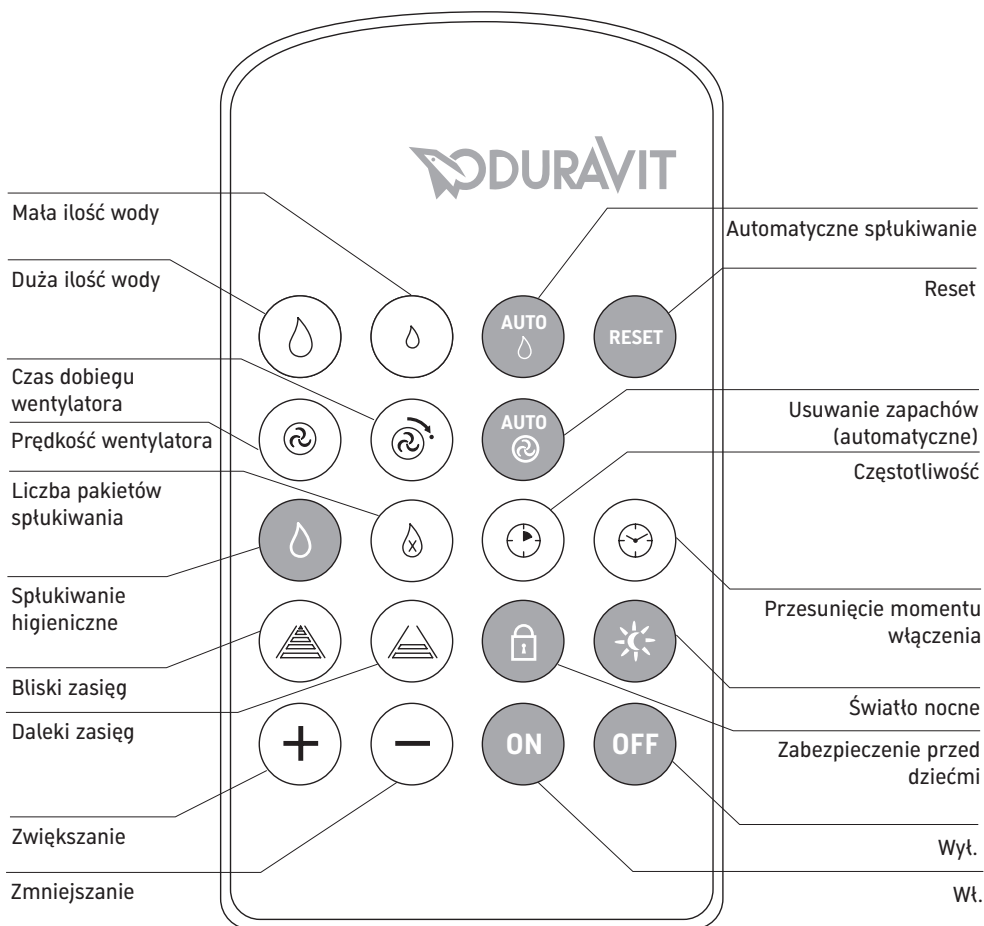 DURAVIT
Mała ilość wody
Duża ilość wody
Czas dobiegu
wentylatora
Prędkość wentylatora
Liczba pakietów
spłukiwania
Spłukiwanie
higieniczne
Bliski zasięg
Daleki zasięg
Zwiększanie
Zmniejszanie
AUTO
RESET
AUTO
X
ON
OFF
Automatyczne spłukiwanie
Reset
Usuwanie zapachów
(automatyczne)
Częstotliwość
Przesunięcie momentu
włączenia
Światło nocne
Zabezpieczenie przed
dziećmi
Wył.
Wł.